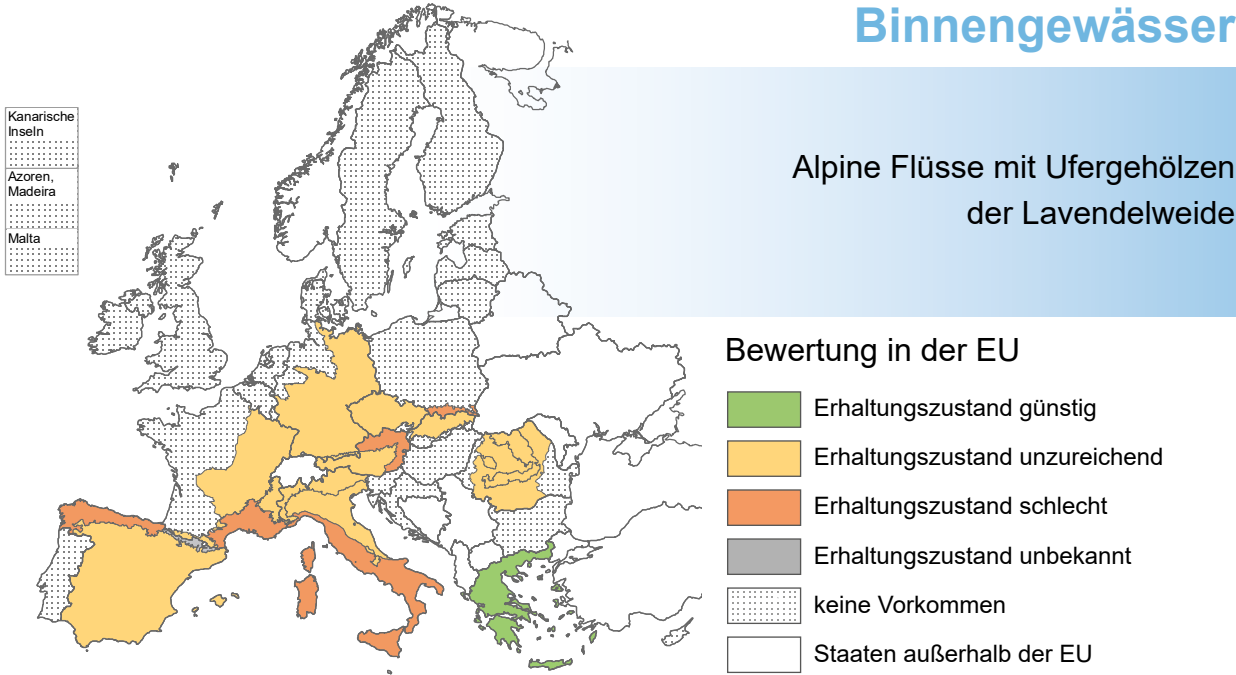 Binnengewässer
Kanarische
Inseln
Azoren,
Madeira
Malta
Alpine Flüsse mit Ufergehölzen
der Lavendelweide
Bewertung in der EU
Erhaltungszustand günstig
Erhaltungszustand unzureichend
Erhaltungszustand schlecht
Erhaltungszustand unbekannt
keine Vorkommen
Staaten außerhalb der EU